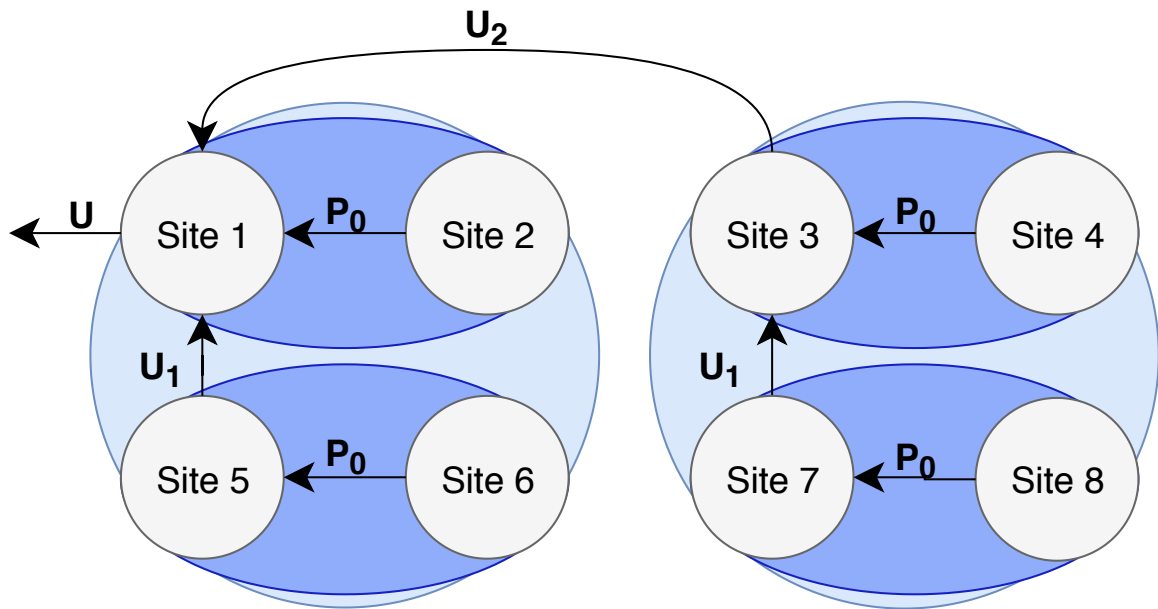 U₂
U
Site 1
P₀
Site 2
Site 3
P₀
Site 4
U₁
U₁
Site 5
P₀
Site 6
Site 7
P₀
Site 8